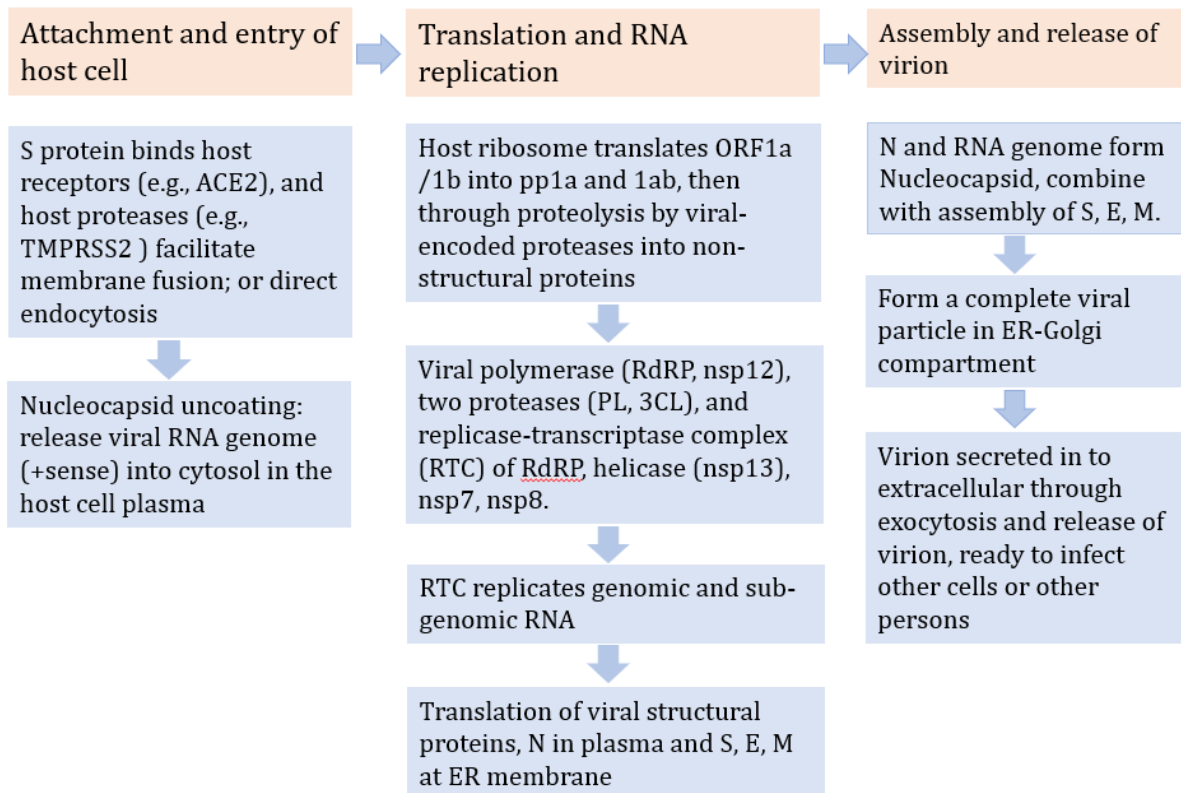 Attachment and entry of
host cell
S protein binds host
receptors (e.g., ACE2), and
host proteases (e.g.,
TMPRSS2 ) facilitate
membrane fusion; or direct
endocytosis
Nucleocapsid uncoating:
release viral RNA genome
(+sense) into cytosol in the
host cell plasma
Translation and RNA
replication
Host ribosome translates ORF1a
/1b into pp1a and 1ab, then
through proteolysis by viral-
encoded proteases into non-
structural proteins
Viral polymerase (RdRP, nsp12),
two proteases (PL, 3CL), and
replicase-transcriptase complex
(RTC) of RdRP, helicase (nsp13),
nsp7, nsp8.
RTC replicates genomic and sub-
genomic RNA
Translation of viral structural
proteins, N in plasma and S, E, M
at ER membrane
Assembly and release of
virion
N and RNA genome form
Nucleocapsid, combine
with assembly of S, E, M.
Form a complete viral
particle in ER-Golgi
compartment
Virion secreted in to
extracellular through
exocytosis and release of
virion, ready to infect
other cells or other
persons